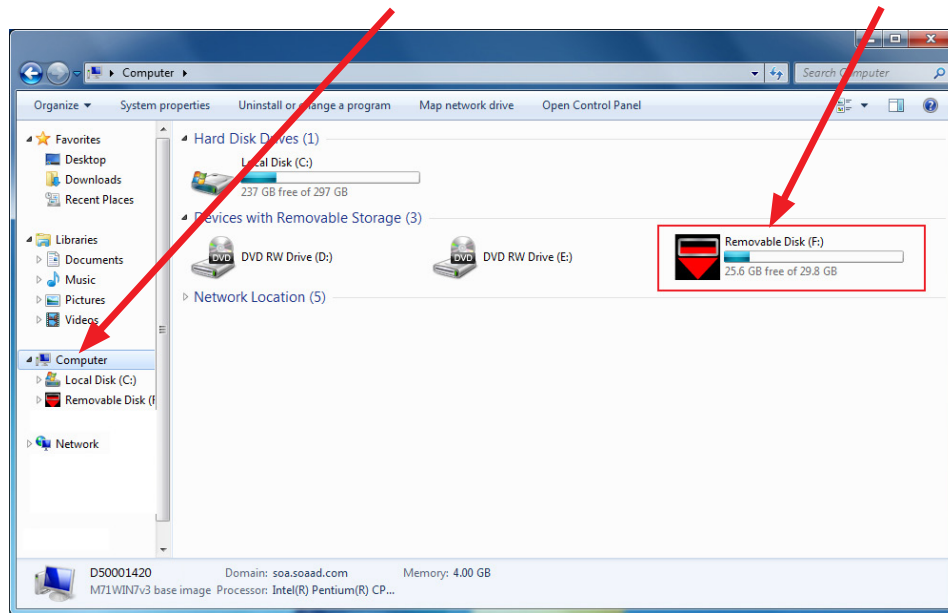 Computer
Search Computer
Organize System properties Uninstall or change a program Map network drive Open Control Panel
Favorites
Desktop
Downloads
Recent Places
Libraries
Documents
Music
Pictures
Videos
Computer
Local Disk (C:)
Removable Disk (F
Network
Hard Disk Drives (1)
Local Disk (C:)
237 GB free of 297 GB
Devices with Removable Storage (3)
DVD
DVD RW Drive (D:)
DVD
DVD RW Drive (E:)
Removable Disk (F:)
25.6 GB free of 29.8 GB
Network Location (5)
D50001420 Domain: soa.soaad.com Memory: 4.00 GB
M71WIN7v3 base image Processor: Intel(R) Pentium(R) CP...